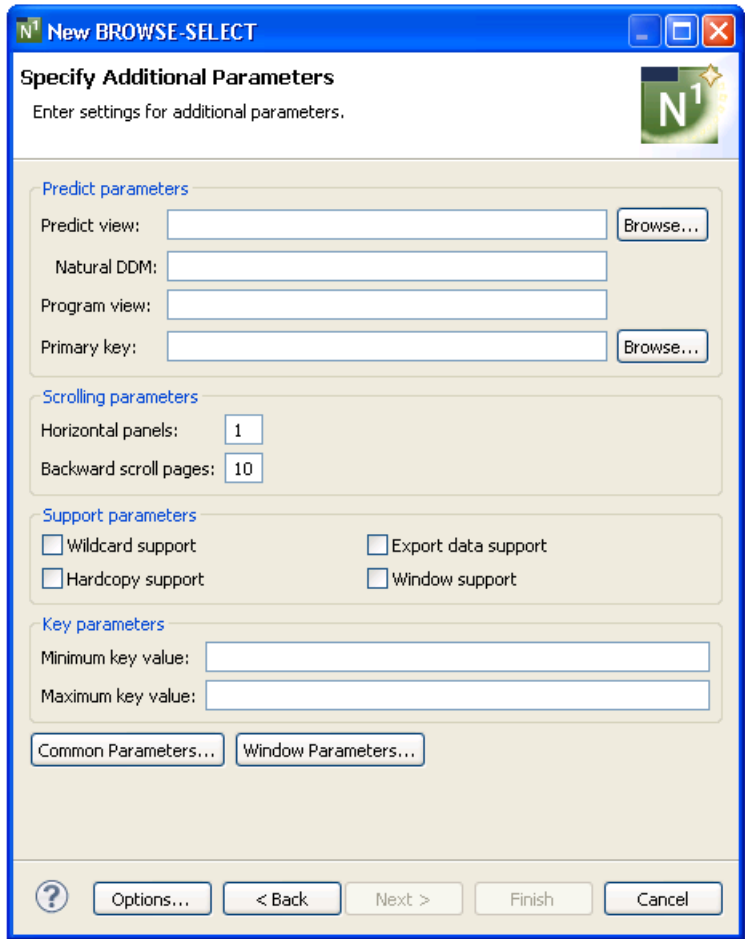 N1 New BROWSE-SELECT
Specify Additional Parameters
Enter settings for additional parameters.
N1
Predict parameters
Predict view: Browse...
Natural DDM:
Program view:
Primary key: Browse...
Scrolling parameters
Horizontal panels: 1
Backward scroll pages: 10
Support parameters
Wildcard support Export data support
Hardcopy support Window support
Key parameters
Minimum key value:
Maximum key value:
Common Parameters... Window Parameters...
? Options... < Back Next > Finish Cancel